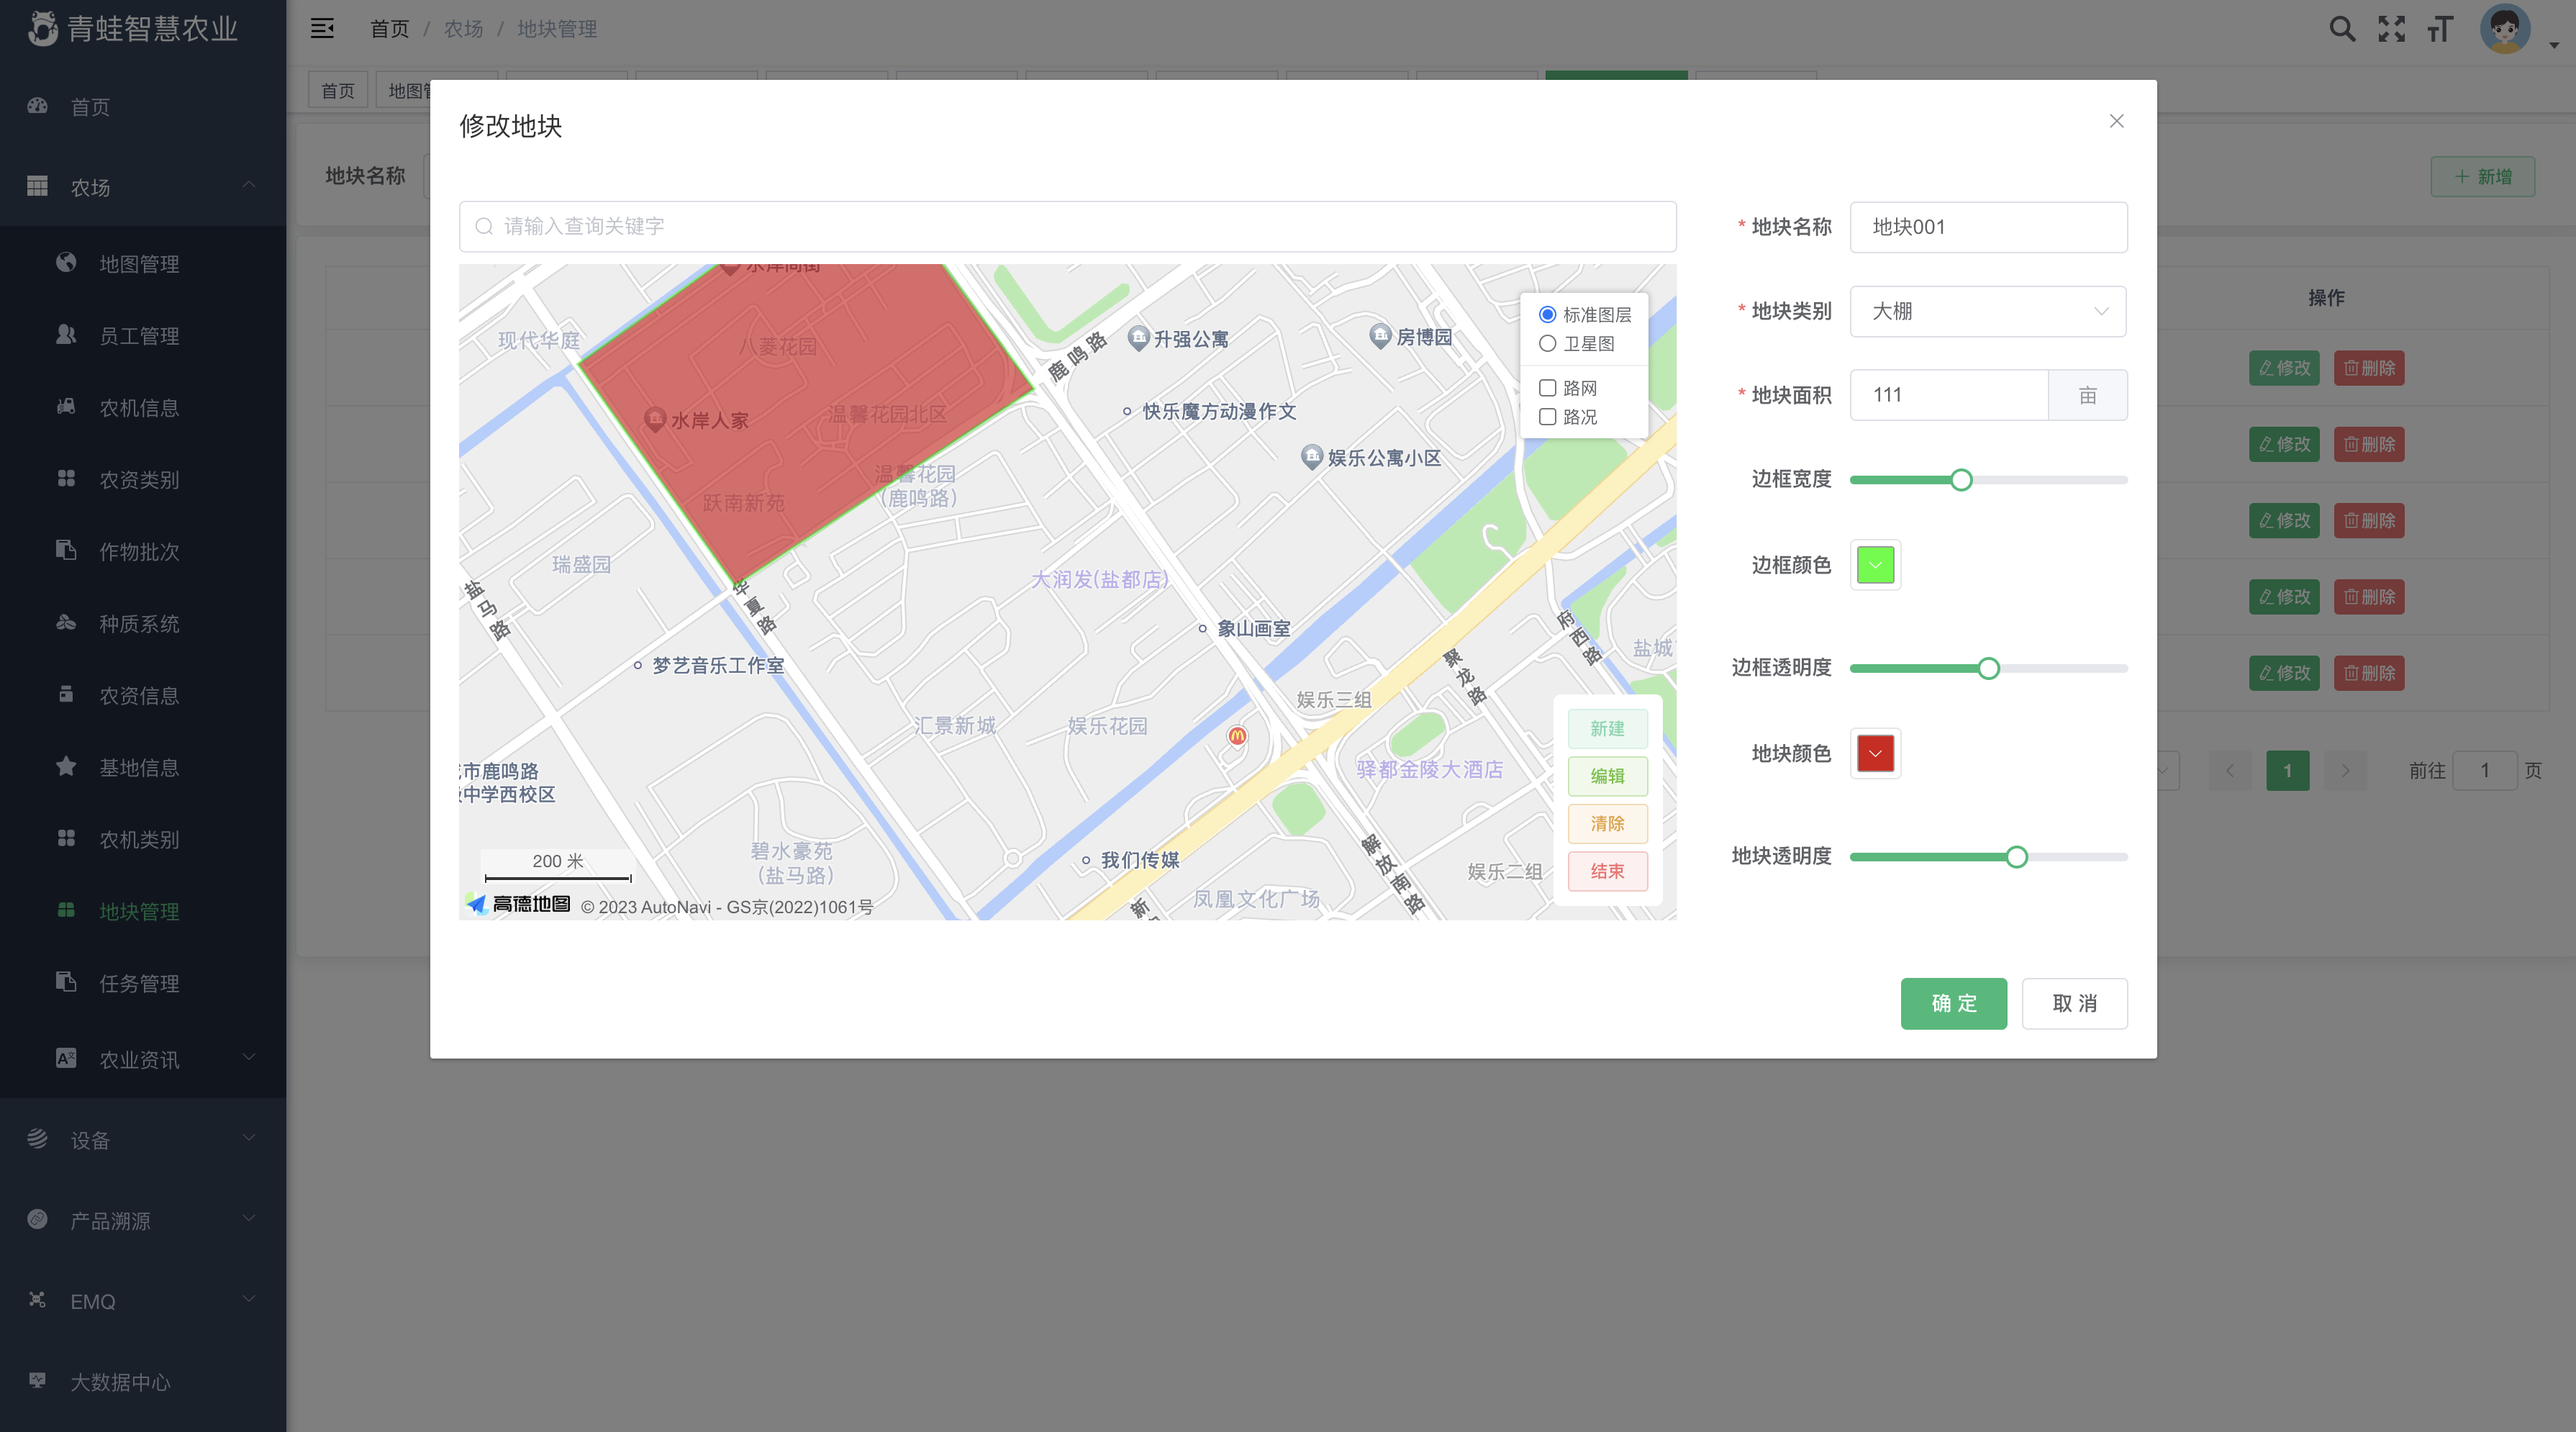 青蛙智慧农业
首页 / 农场 / 地块管理
首页
地图管
首页
农场
地图管理
员工管理
农机信息
农资类别
作物批次
种质系统
农资信息
基地信息
农机类别
地块管理
任务管理
农业资讯
设备
产品溯源
EMQ
大数据中心
地块名称
新增
操作
修改 删除
修改 删除
修改 删除
修改 删除
修改 删除
1
前往 1 页
修改地块
请输入查询关键字
现代华庭
八菱花园
水岸人家
温馨花园北区
温馨花园
(鹿鸣路)
跃南新苑
瑞盛园
盐马路
华夏路
鹿鸣路
升强公寓
房博园
快乐魔方动漫作文
娱乐公寓小区
大润发(盐都店)
象山画室
梦艺音乐工作室
府西路
聚龙路
盐城
娱乐三组
汇景新城
娱乐花园
驿都金陵大酒店
市鹿鸣路
中学西校区
碧水豪苑
(盐马路)
我们传媒
解放南路
娱乐二组
凤凰文化广场
新
标准图层
卫星图
路网
路况
新建
编辑
清除
结束
200 米
高德地图 © 2023 AutoNavi - GS京(2022)1061号
* 地块名称 地块001
* 地块类别 大棚
* 地块面积 111 亩
边框宽度
边框颜色
边框透明度
地块颜色
地块透明度
确 定 取 消